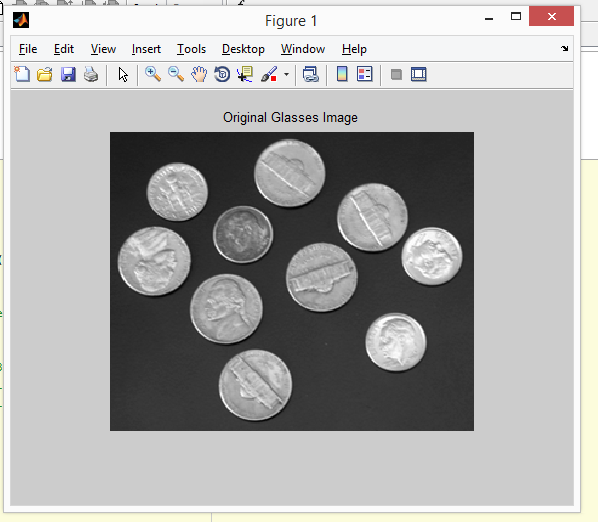 Figure 1
File Edit View Insert Tools Desktop Window Help
Original Glasses Image